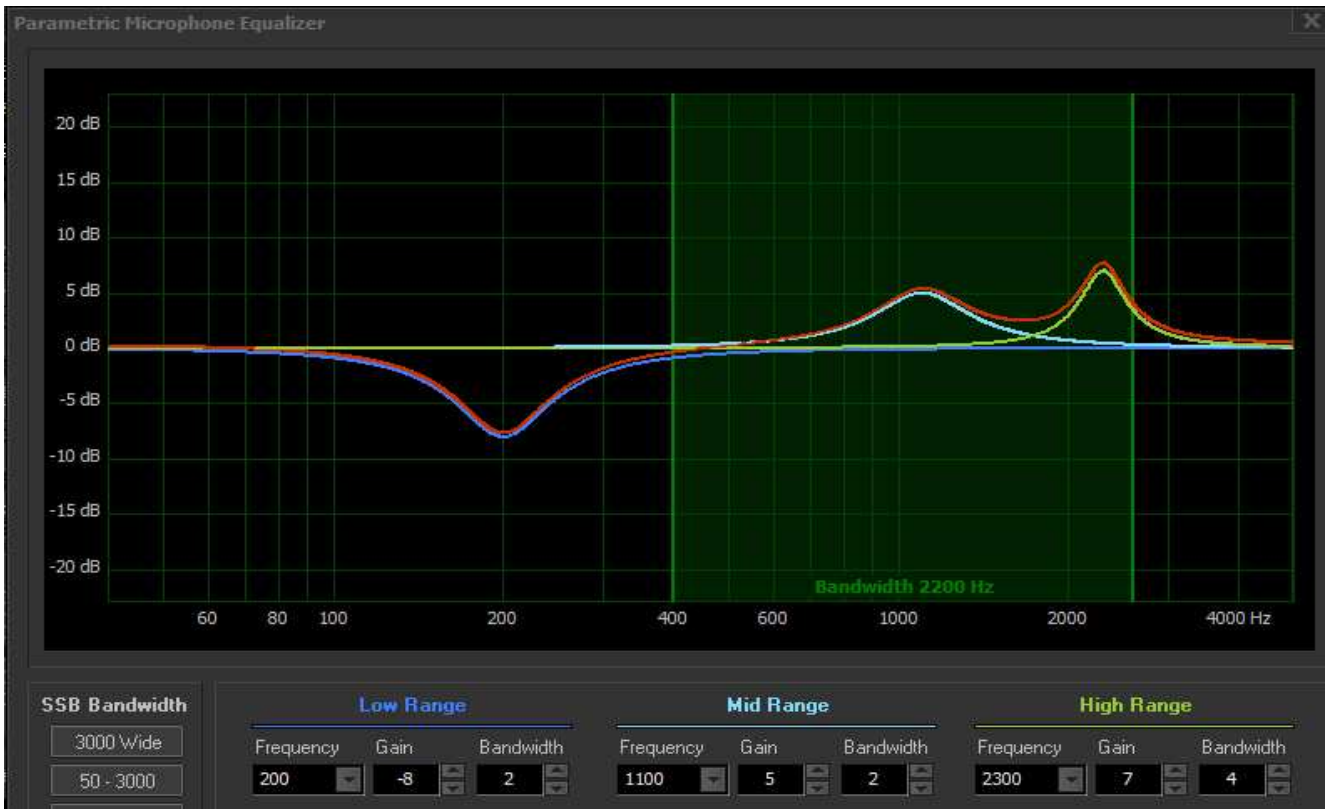 Parametric Microphone Equalizer
20 dB
15 dB
10 dB
5 dB
0 dB
-5 dB
-10 dB
-15 dB
-20 dB
Bandwidth 2200 Hz
60 80 100 200 400 600 1000 2000 4000 Hz
SSB Bandwidth
3000 Wide
50 - 3000
Low Range
Frequency Gain Bandwidth
200 -8 2
Mid Range
Frequency Gain Bandwidth
1100 5 2
High Range
Frequency Gain Bandwidth
2300 7 4